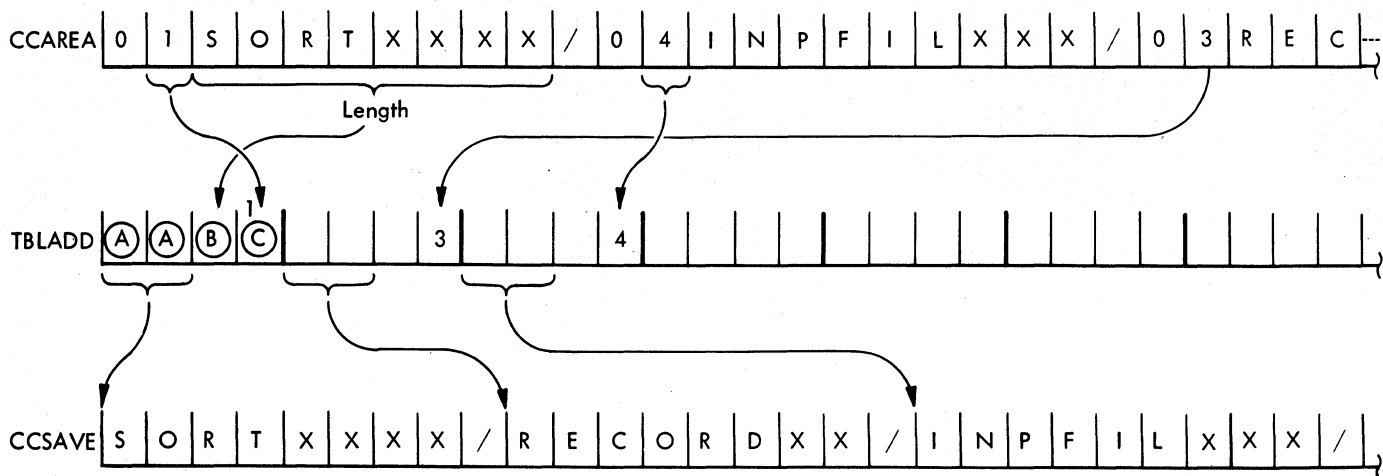 CCAREA 0 1 S O R T X X X X / 0 4 I N P F I L X X X / 0 3 R E C ---
Length
1
TBLADD A A B C 3 4
CCSAVE S O R T X X X X / R E C O R D X X / I N P F I L X X X /